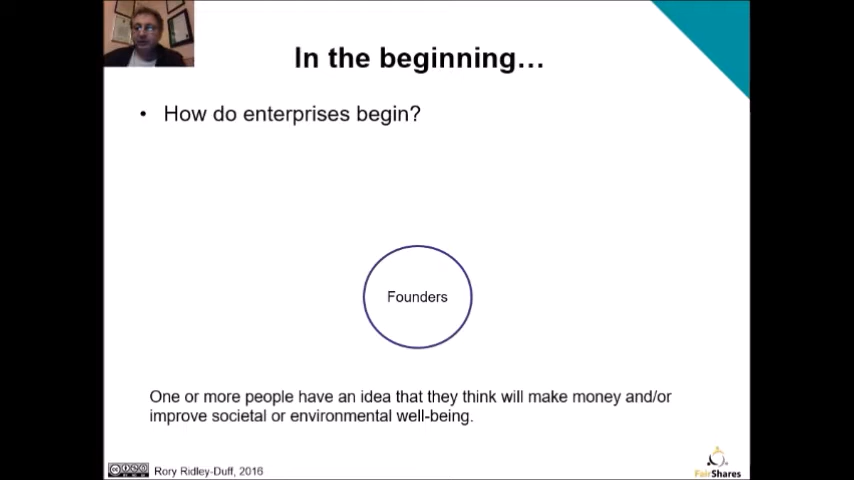 In the beginning…
• How do enterprises begin?
Founders
One or more people have an idea that they think will make money and/or
improve societal or environmental well-being.
Rory Ridley-Duff, 2016
FairShares